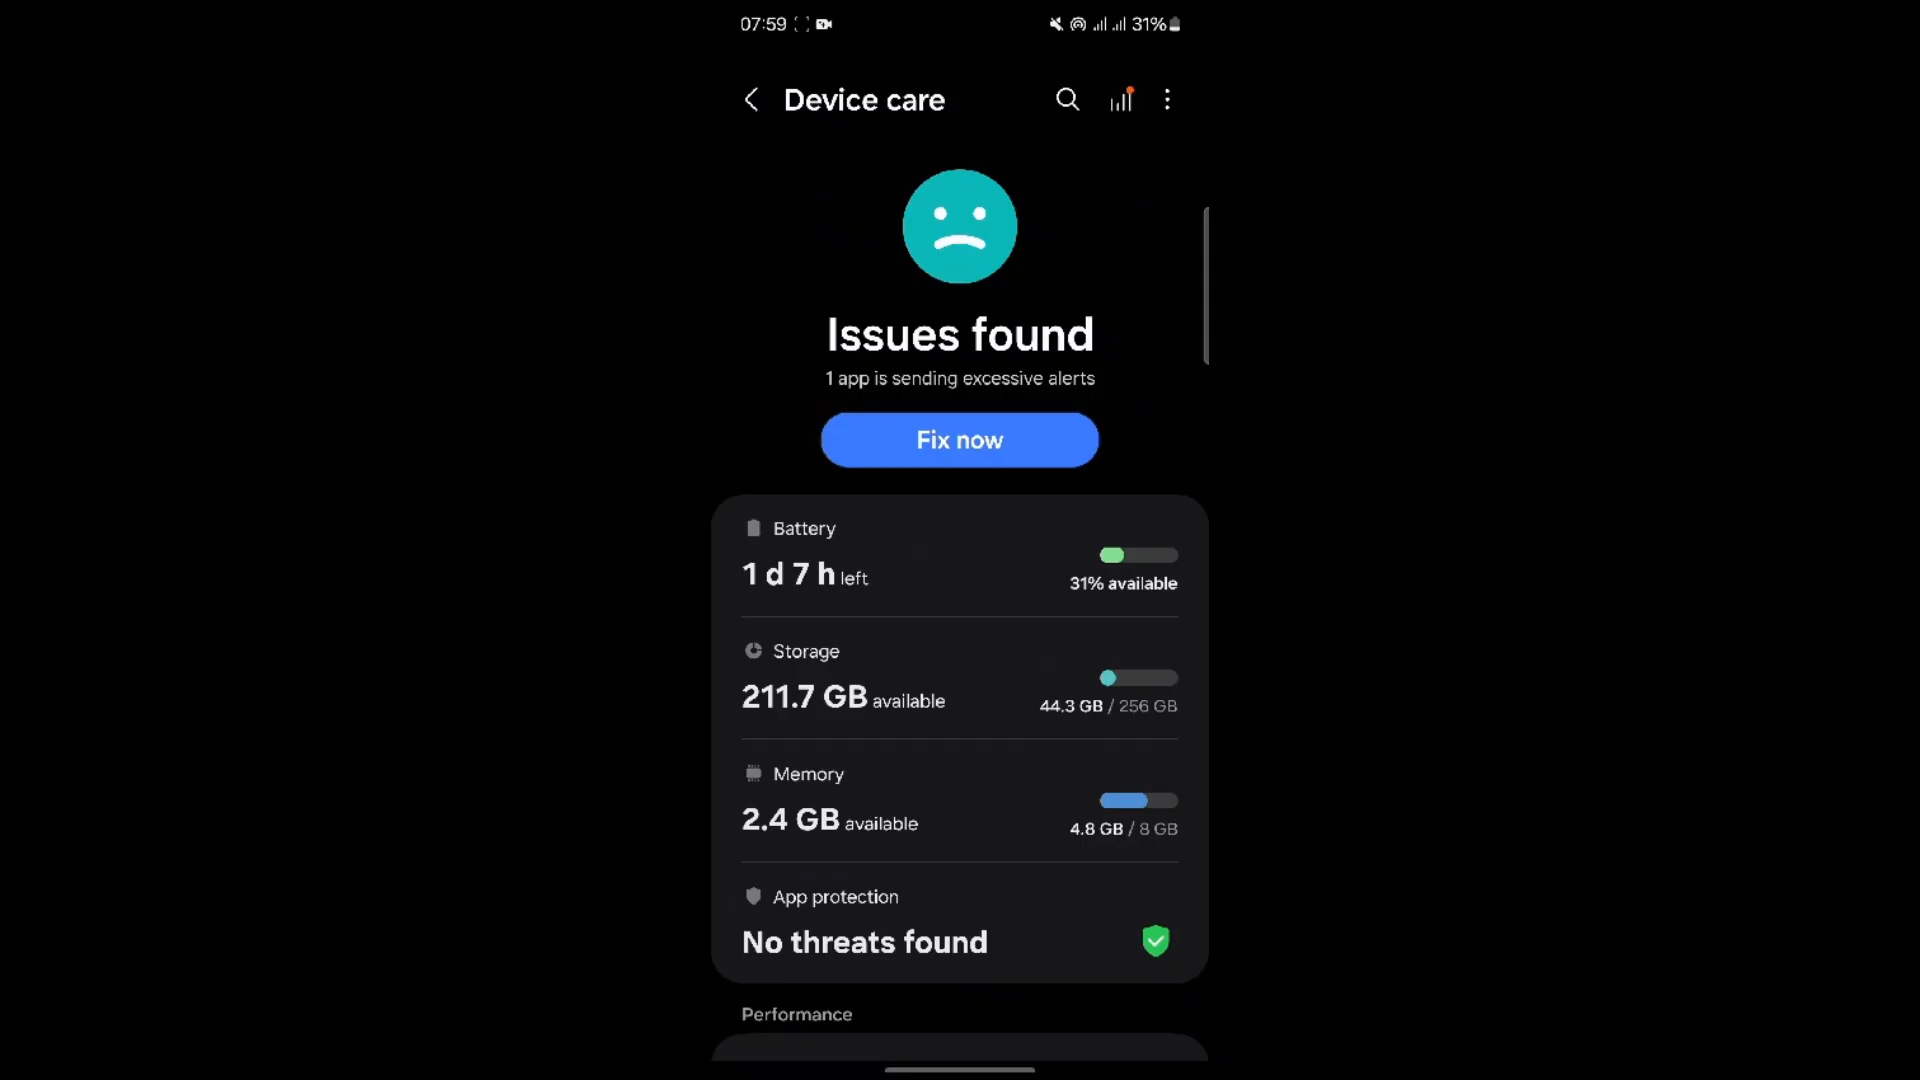 07:59 31%
Device care
Issues found
1 app is sending excessive alerts
Fix now
Battery
1 d 7 h left
31% available
Storage
211.7 GB available
44.3 GB / 256 GB
Memory
2.4 GB available
4.8 GB / 8 GB
App protection
No threats found
Performance